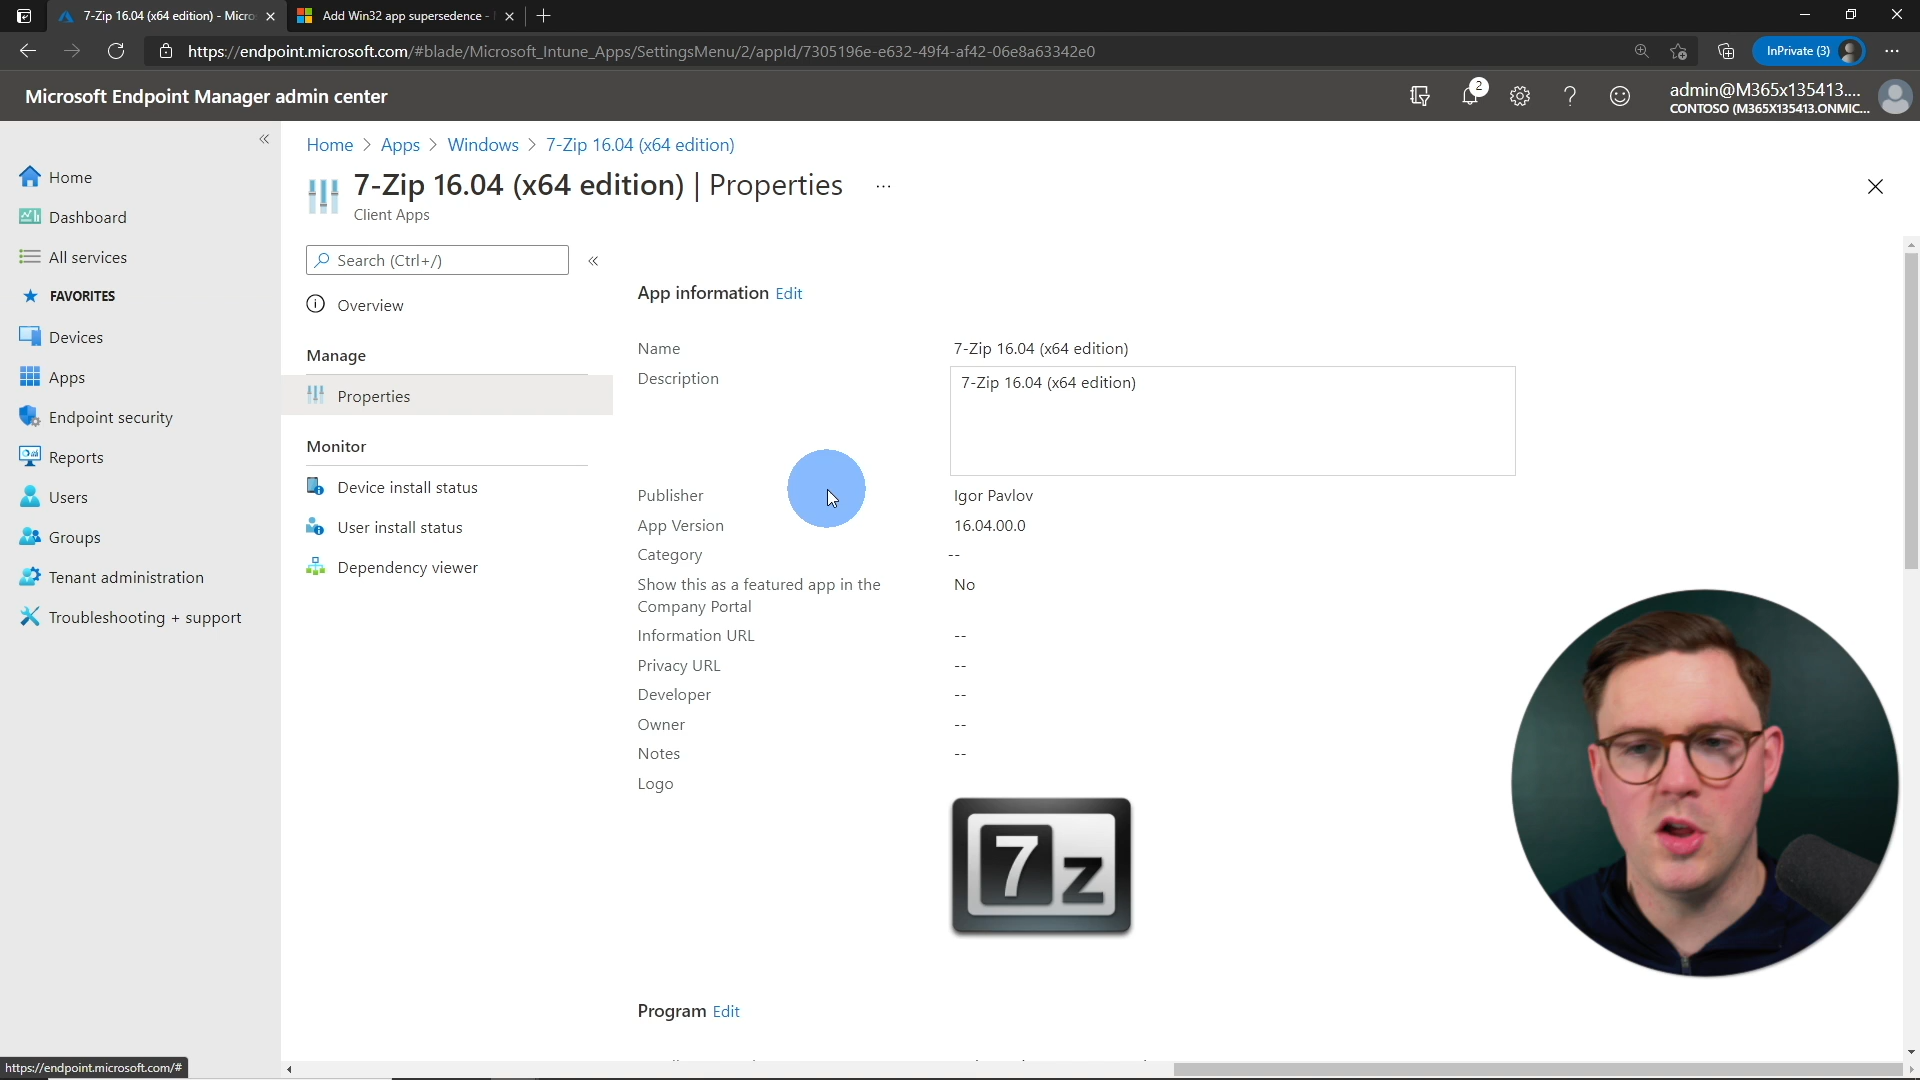 7-Zip 16.04 (x64 edition) - Micro
Add Win32 app supersedence -
https://endpoint.microsoft.com/#blade/Microsoft_Intune_Apps/SettingsMenu/2/appId/7305196e-e632-49f4-af42-06e8a63342e0
InPrivate (3)
Microsoft Endpoint Manager admin center
2
admin@M365x135413....
CONTOSO (M365X135413.ONMIC...
Home > Apps > Windows > 7-Zip 16.04 (x64 edition)
7-Zip 16.04 (x64 edition) | Properties ...
Client Apps
Home
Dashboard
All services
FAVORITES
Devices
Apps
Endpoint security
Reports
Users
Groups
Tenant administration
Troubleshooting + support
Search (Ctrl+/)
Overview
Manage
Properties
Monitor
Device install status
User install status
Dependency viewer
App information Edit
Name 7-Zip 16.04 (x64 edition)
Description 7-Zip 16.04 (x64 edition)
Publisher Igor Pavlov
App Version 16.04.00.0
Category --
Show this as a featured app in the No
Company Portal
Information URL --
Privacy URL --
Developer --
Owner --
Notes --
Logo
7z
Program Edit
https://endpoint.microsoft.com/#